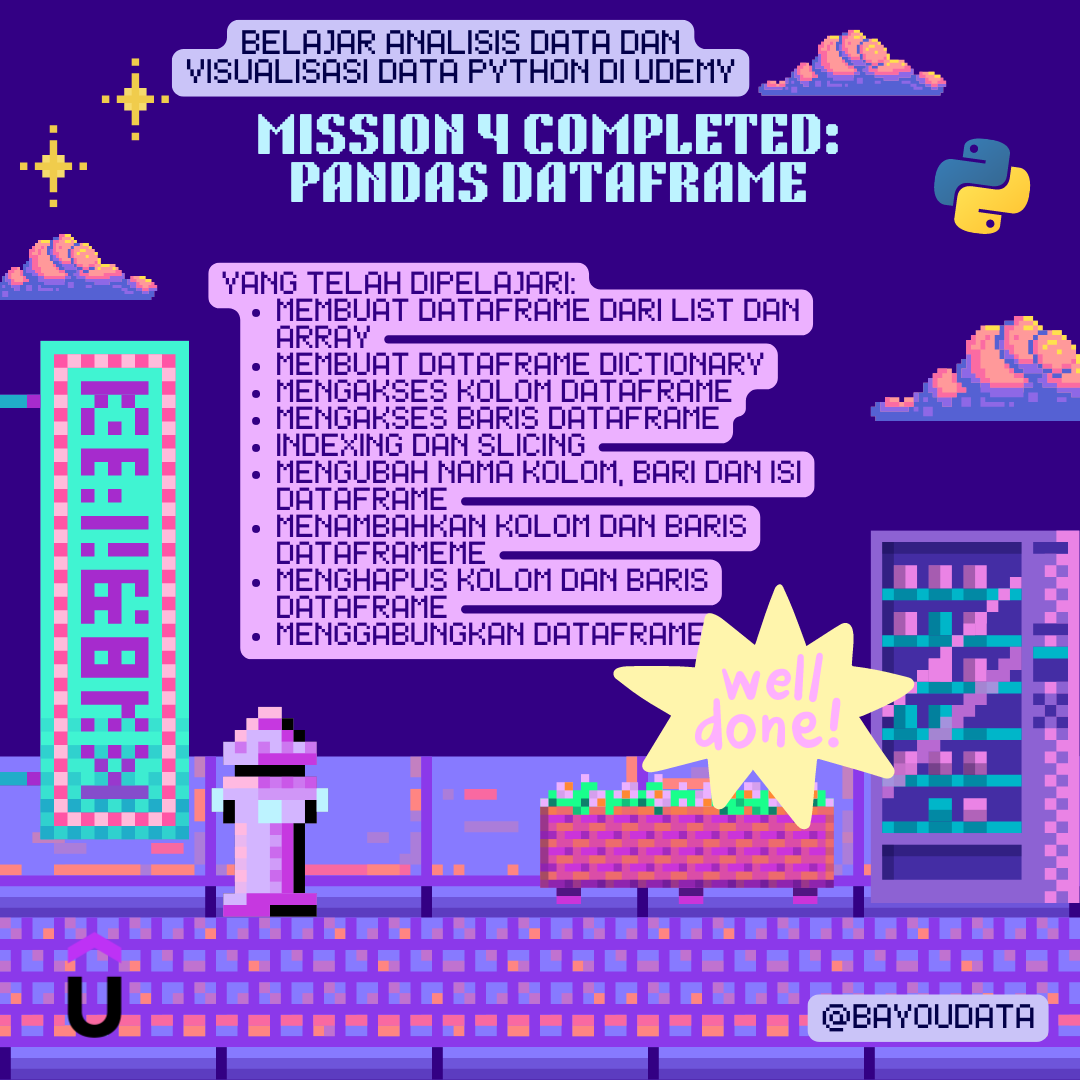 BELAJAR ANALISIS DATA DAN
VISUALISASI DATA PYTHON DI UDEMY
MISSION 4 COMPLETED:
PANDAS DATAFRAME
YANG TELAH DIPELAJARI:
• MEMBUAT DATAFRAME DARI LIST DAN
ARRAY
• MEMBUAT DATAFRAME DICTIONARY
• MENGAKSES KOLOM DATAFRAME
• MENGAKSES BARIS DATAFRAME
• INDEXING DAN SLICING
• MENGUBAH NAMA KOLOM, BARI DAN ISI
DATAFRAME
• MENAMBAHKAN KOLOM DAN BARIS
DATAFRAMEME
• MENGHAPUS KOLOM DAN BARIS
DATAFRAME
• MENGGABUNGKAN DATAFRAME
well
done!
@BAYOUDATA